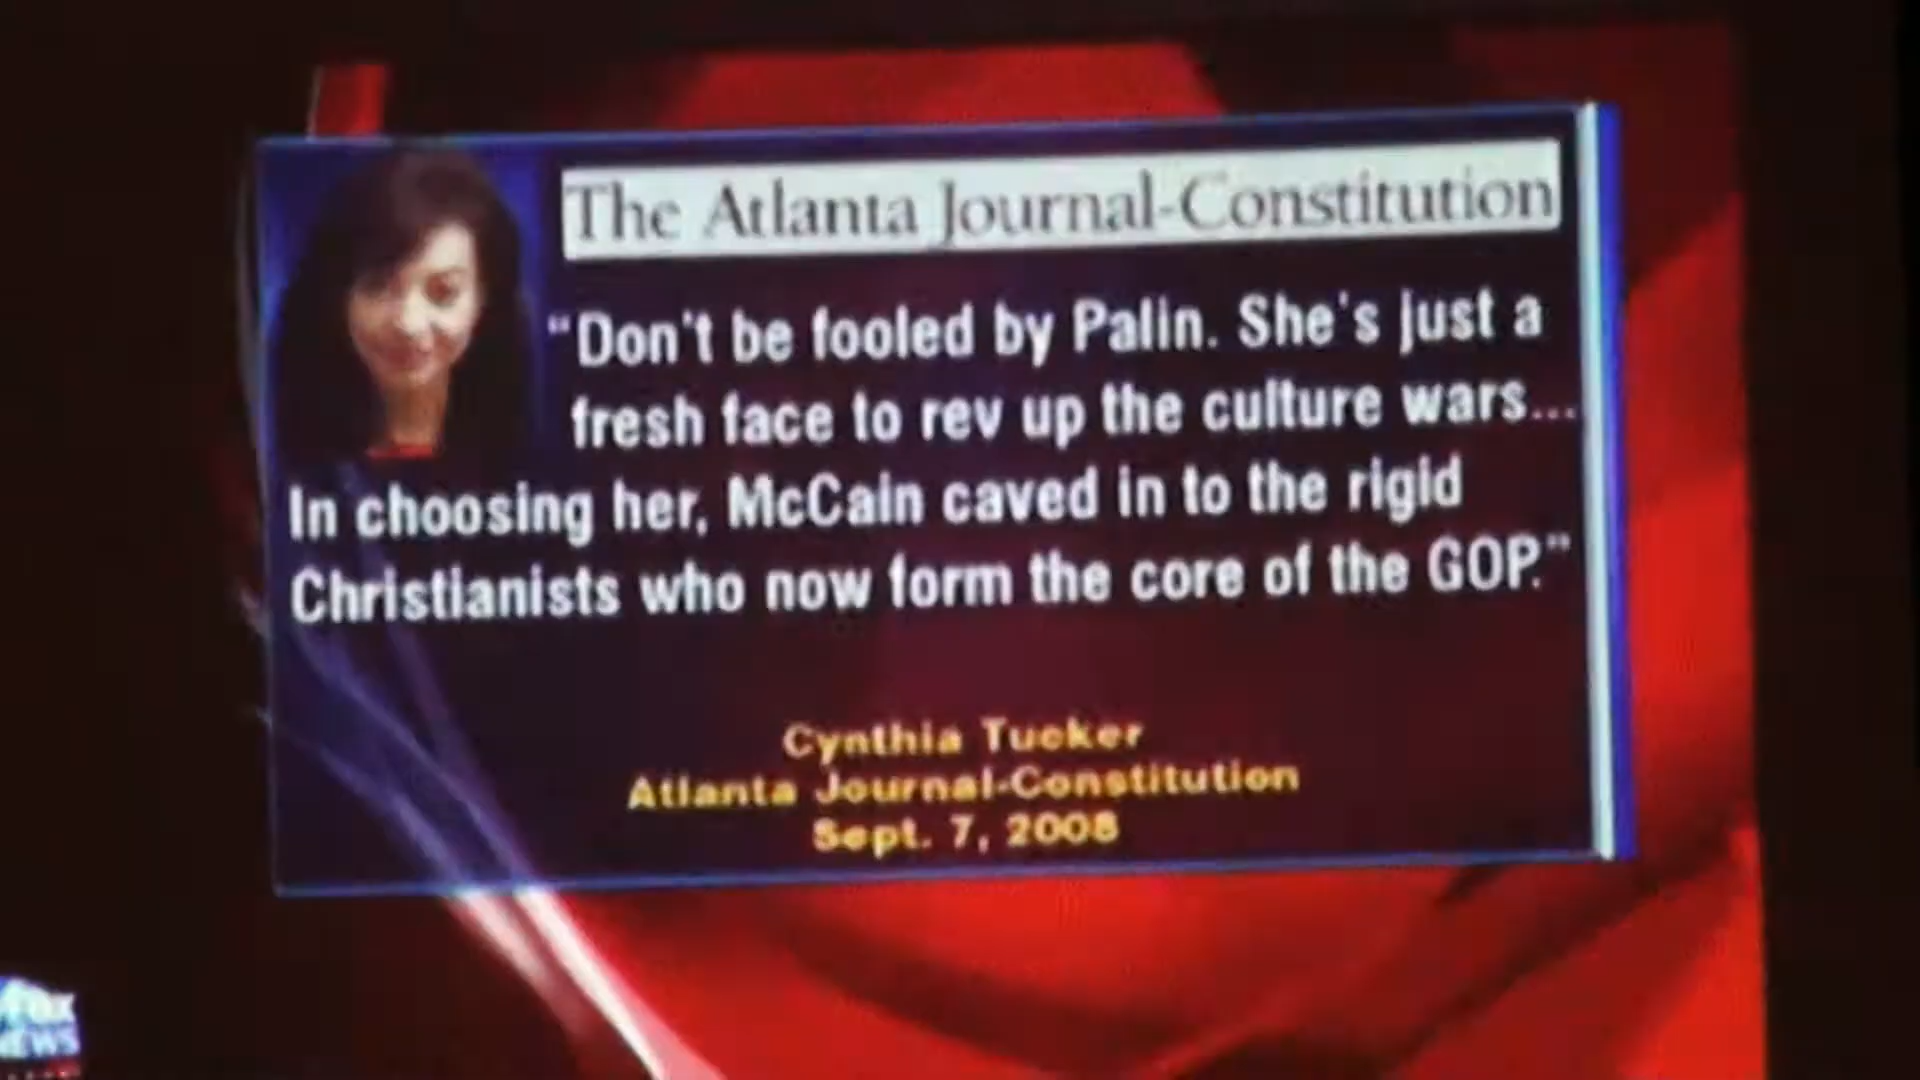 The Atlanta Journal-Constitution
“Don't be fooled by Palin. She's just a
fresh face to rev up the culture wars...
In choosing her, McCain caved in to the rigid
Christianists who now form the core of the GOP.”
Cynthia Tucker
Atlanta Journal-Constitution
Sept. 7, 2008
FOX
NEWS